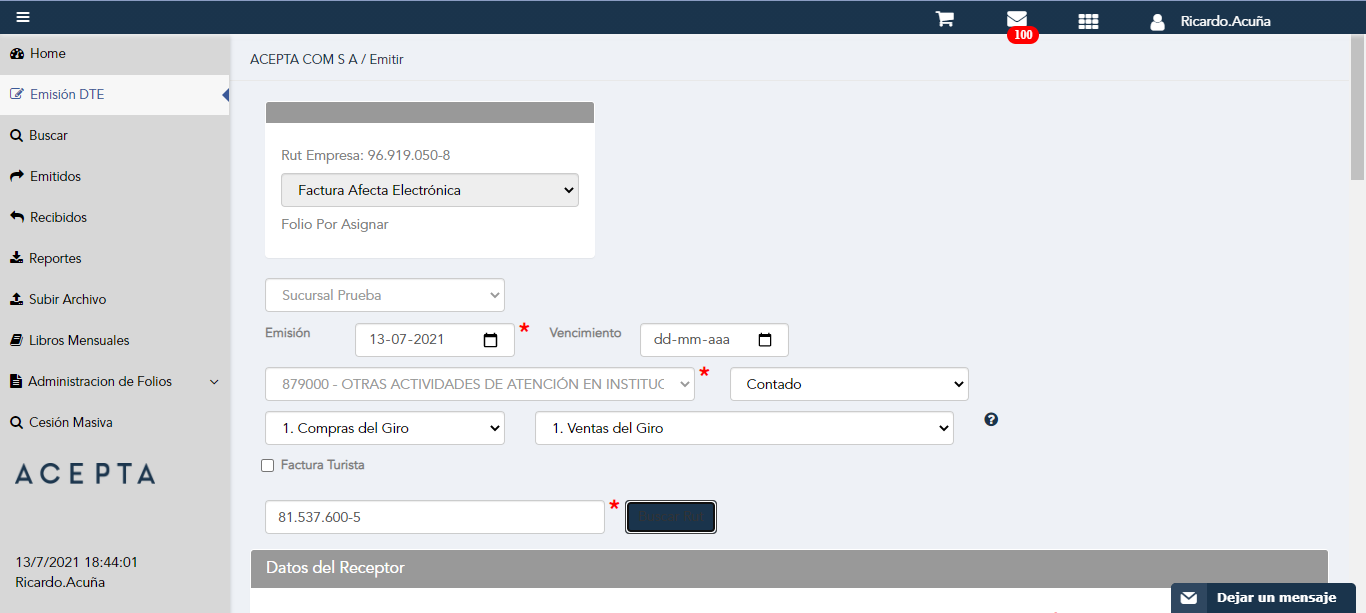 Ricardo.Acuña
100
Home
ACEPTA COM S A / Emitir
Emisión DTE
Buscar
Emitidos
Recibidos
Reportes
Subir Archivo
Libros Mensuales
Administracion de Folios
Cesión Masiva
ACEPTA
13/7/2021 18:44:01
Ricardo.Acuña
Rut Empresa: 96.919.050-8
Factura Afecta Electrónica
Folio Por Asignar
Sucursal Prueba
Emisión 13-07-2021 * Vencimiento dd-mm-aaa
879000 - OTRAS ACTIVIDADES DE ATENCIÓN EN INSTITUC * Contado
1. Compras del Giro 1. Ventas del Giro ?
Factura Turista
81.537.600-5 *
Datos del Receptor
Dejar un mensaje